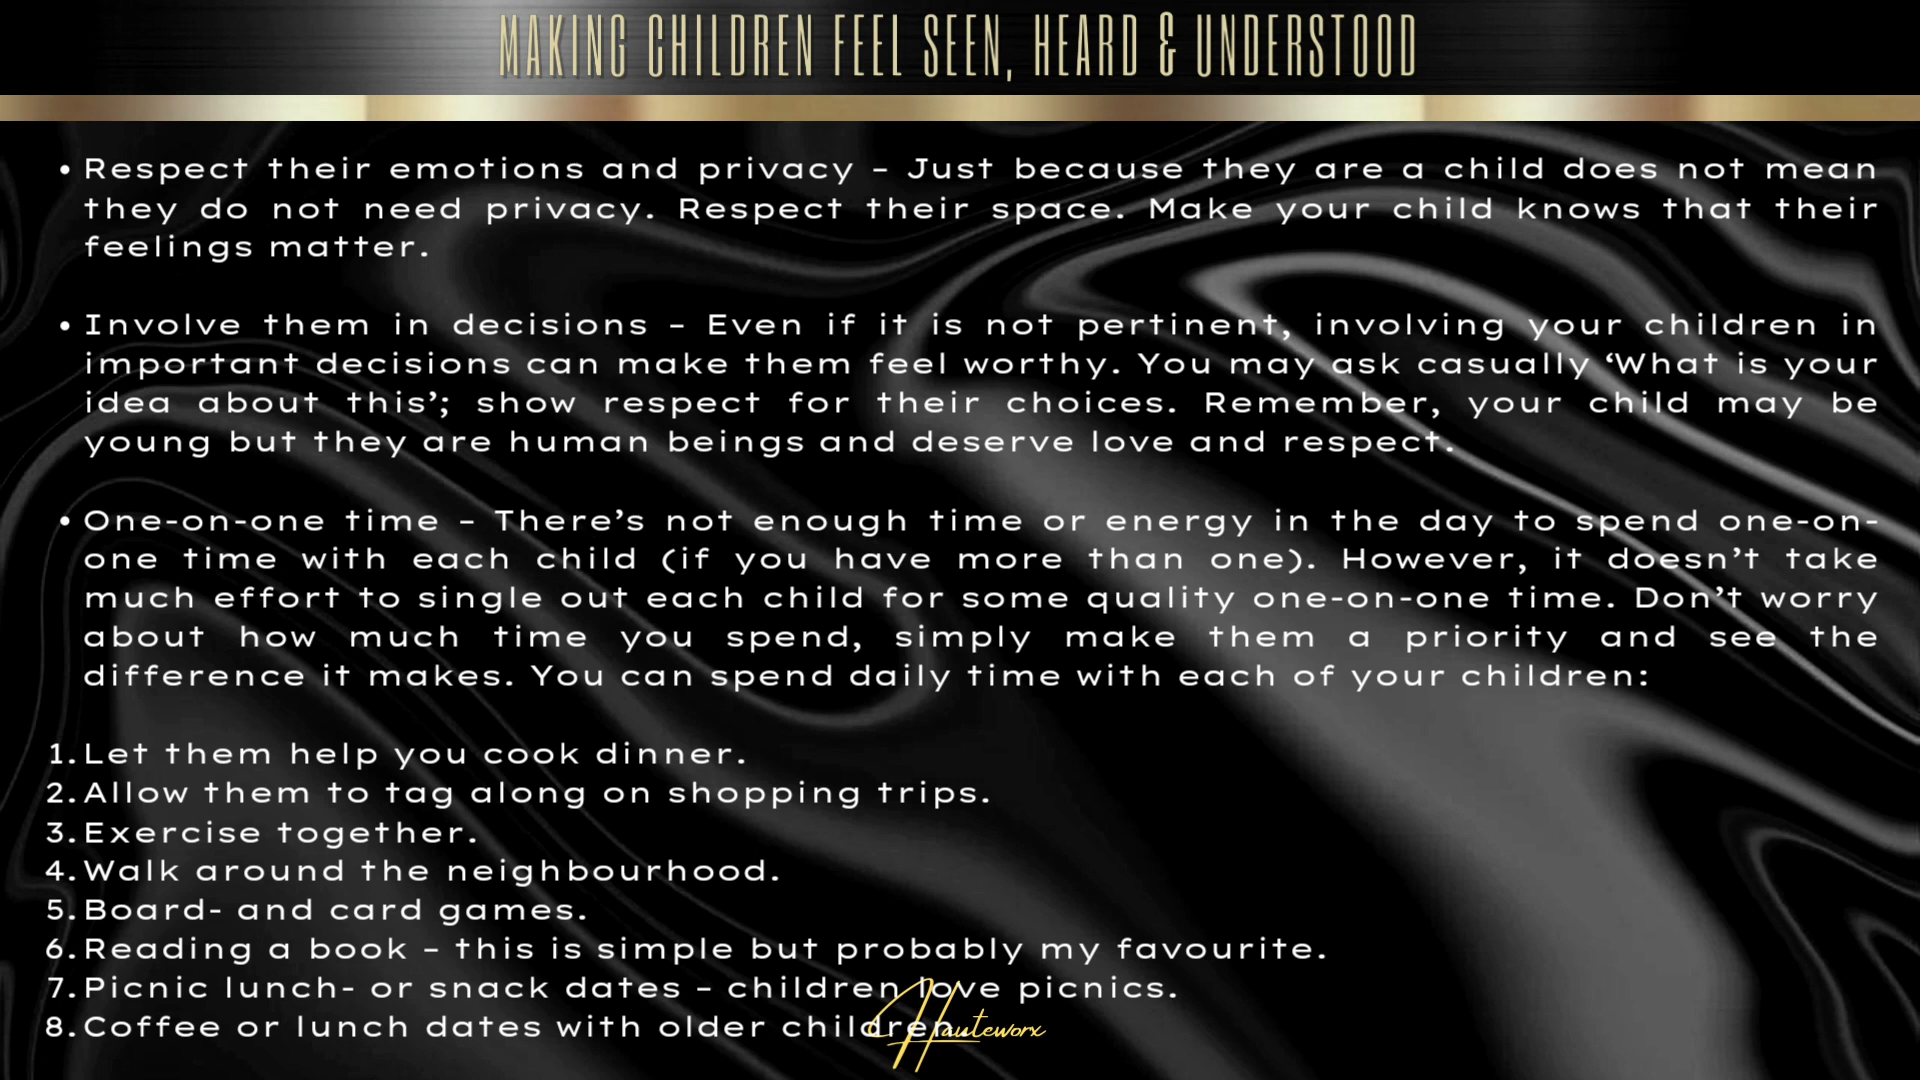 MAKING CHILDREN FEEL SEEN, HEARD & UNDERSTOOD
• Respect their emotions and privacy – Just because they are a child does not mean
they do not need privacy. Respect their space. Make your child knows that their
feelings matter.
• Involve them in decisions – Even if it is not pertinent, involving your children in
important decisions can make them feel worthy. You may ask casually ‘What is your
idea about this’; show respect for their choices. Remember, your child may be
young but they are human beings and deserve love and respect.
• One-on-one time – There’s not enough time or energy in the day to spend one-on-
one time with each child (if you have more than one). However, it doesn’t take
much effort to single out each child for some quality one-on-one time. Don’t worry
about how much time you spend, simply make them a priority and see the
difference it makes. You can spend daily time with each of your children:
1. Let them help you cook dinner.
2. Allow them to tag along on shopping trips.
3. Exercise together.
4. Walk around the neighbourhood.
5. Board- and card games.
6. Reading a book – this is simple but probably my favourite.
7. Picnic lunch- or snack dates – children love picnics.
8. Coffee or lunch dates with older children.
Hauteworx